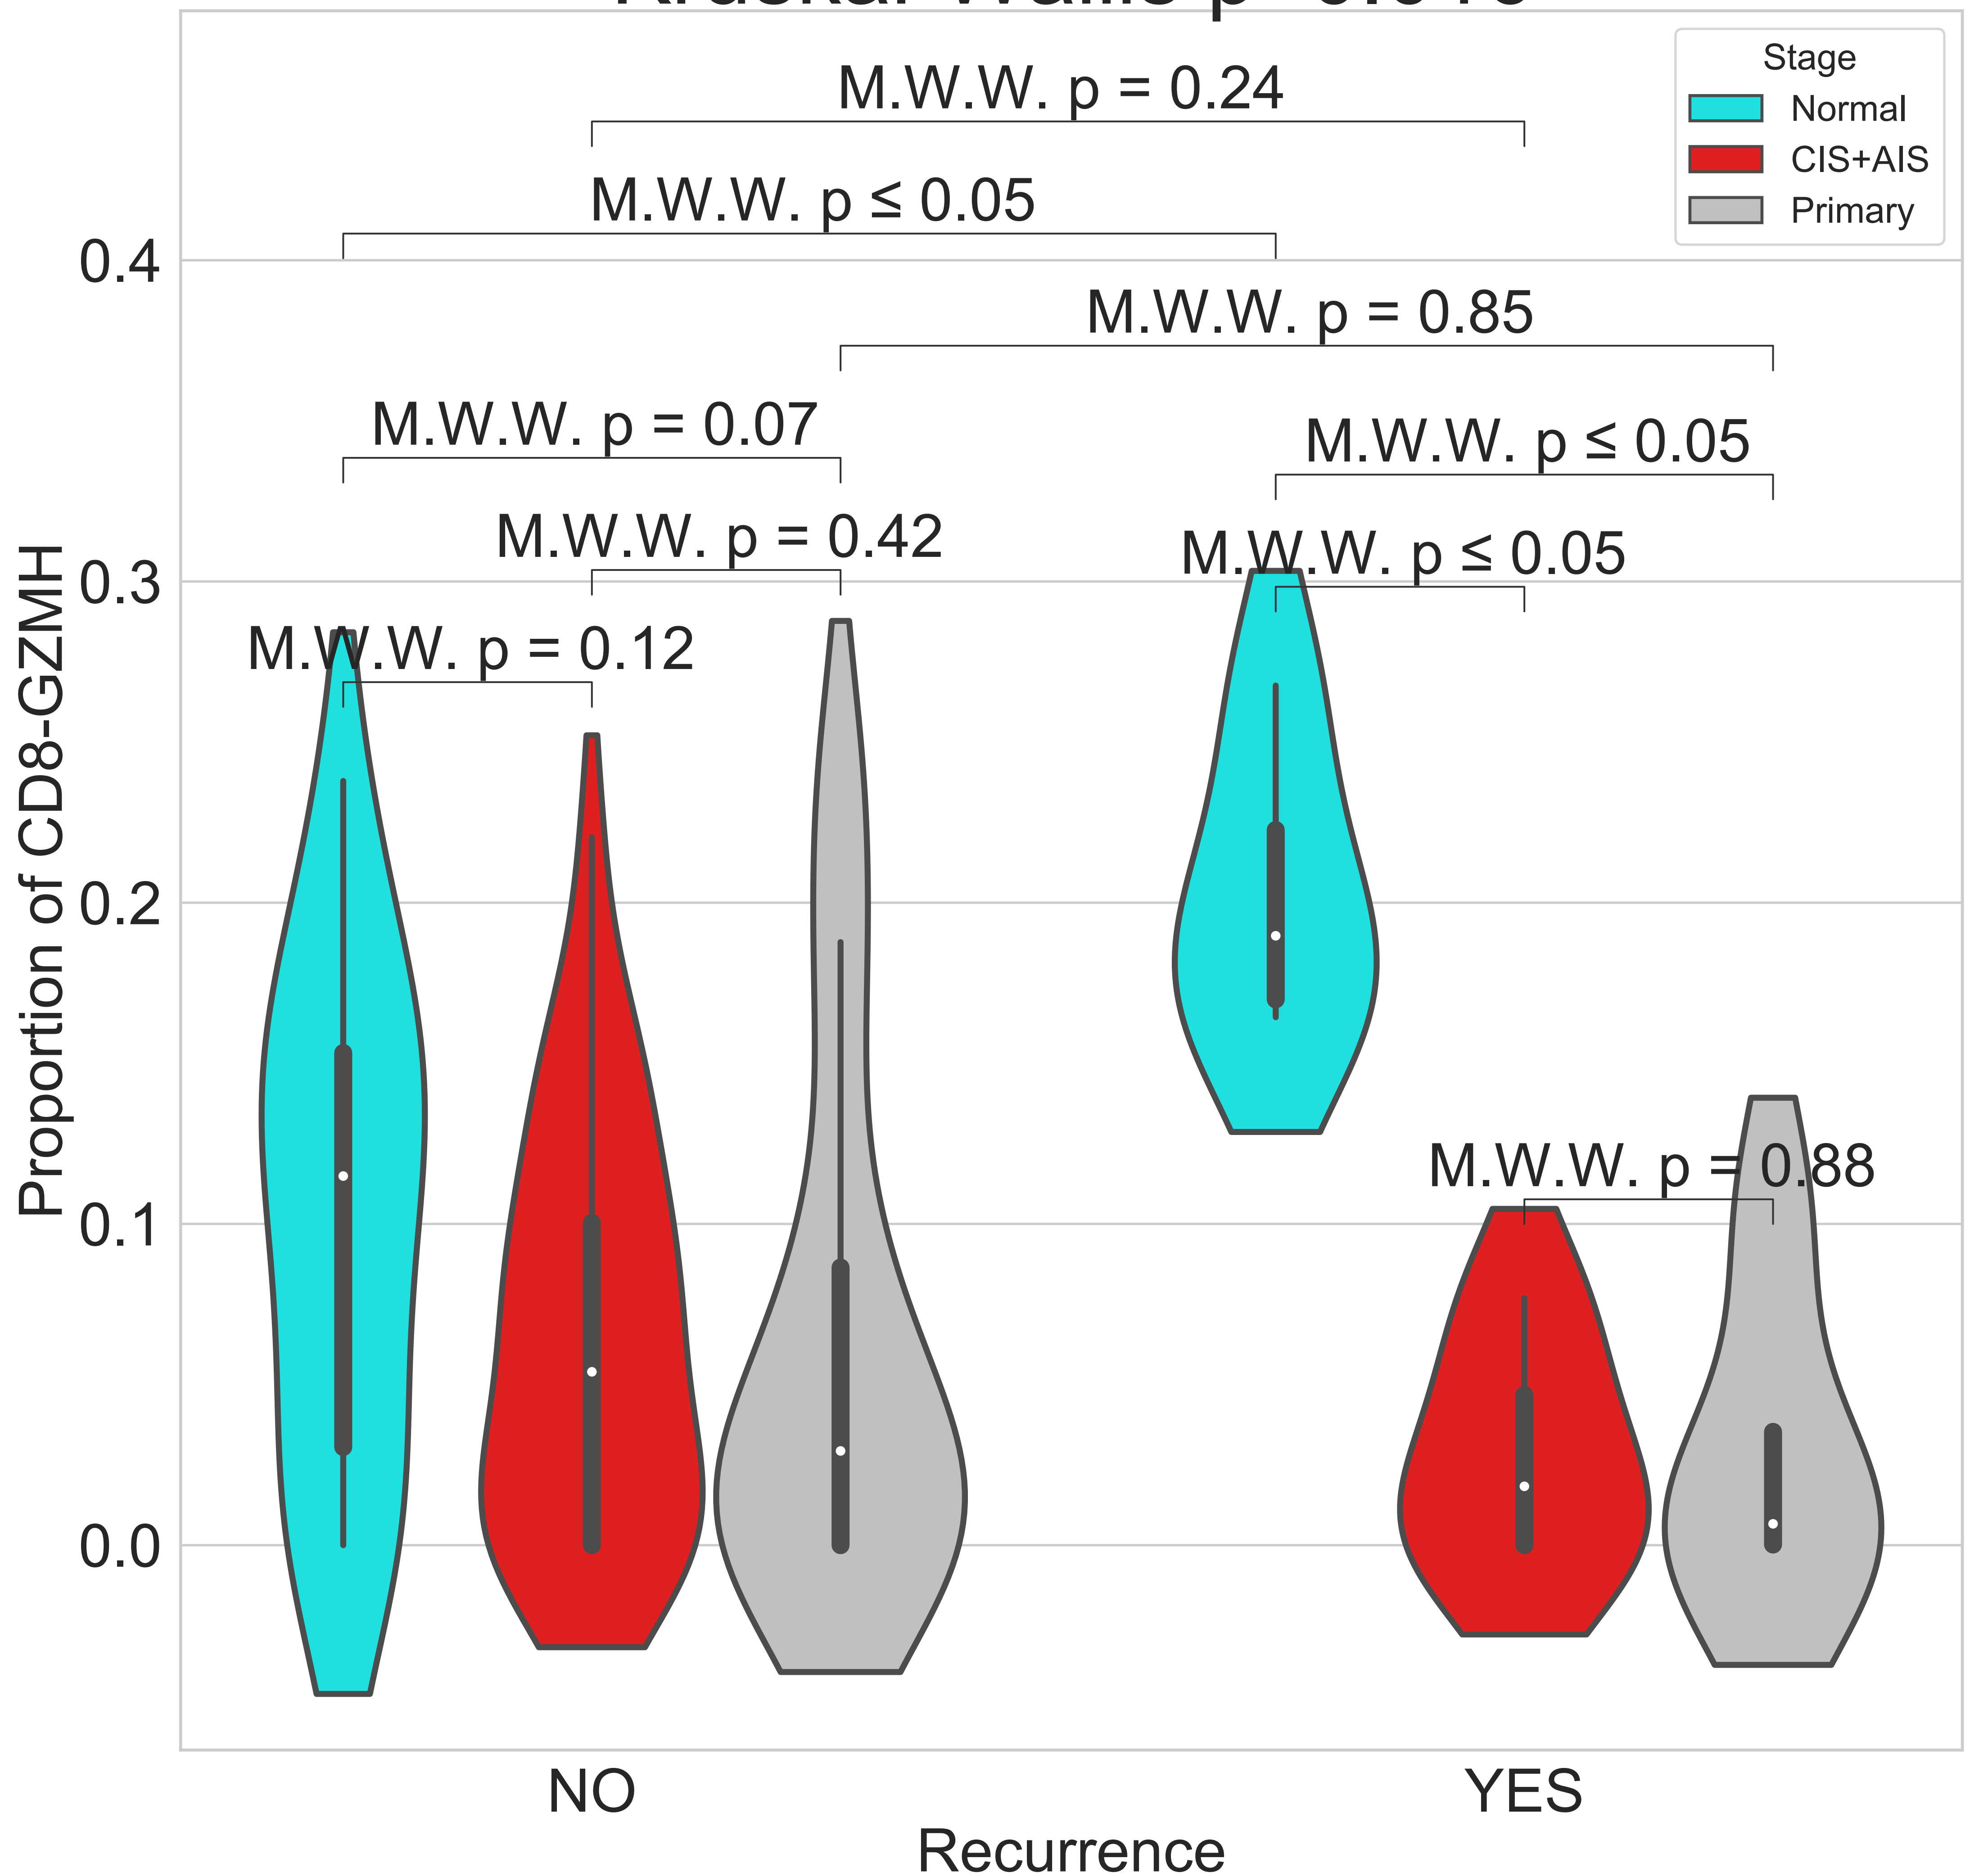 Stage
Normal
CIS+AIS
Primary
M.W.W. p = 0.24
M.W.W. p ≤ 0.05
M.W.W. p = 0.85
M.W.W. p = 0.07
M.W.W. p ≤ 0.05
M.W.W. p = 0.42
M.W.W. p ≤ 0.05
M.W.W. p = 0.12
M.W.W. p = 0.88
Proportion of CD8-GZMH
0.4
0.3
0.2
0.1
0.0
NO
YES
Recurrence